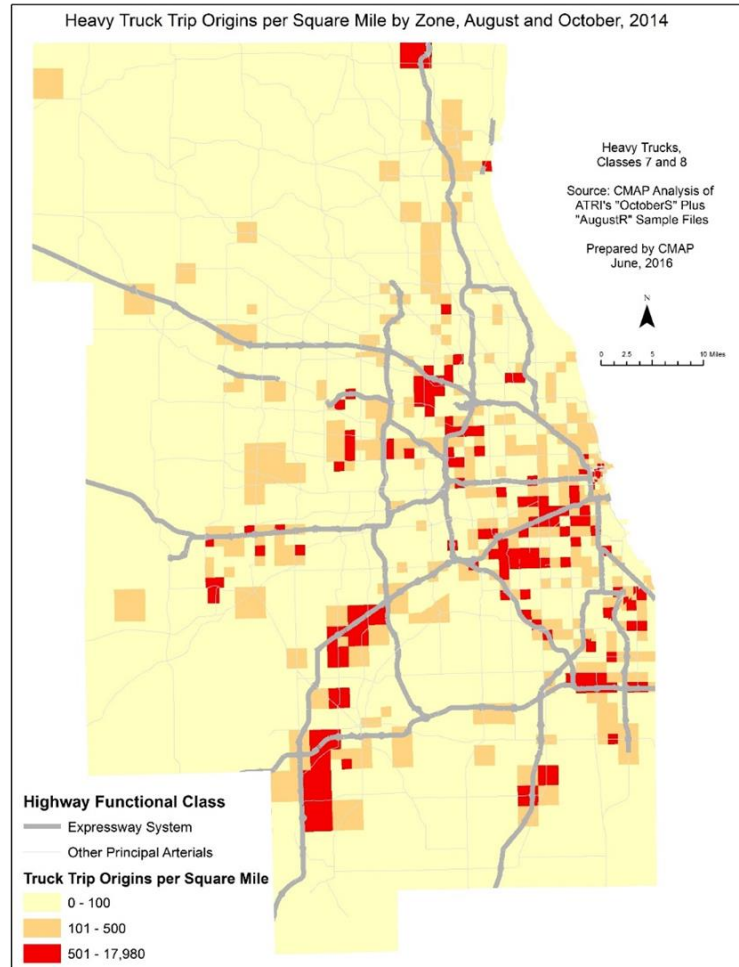 Heavy Truck Trip Origins per Square Mile by Zone, August and October, 2014
Heavy Trucks,
Classes 7 and 8
Source: CMAP Analysis of
ATRI's "OctoberS" Plus
"AugustR" Sample Files
Prepared by CMAP
June, 2016
N
0 2.5 5 10 Miles
Highway Functional Class
Expressway System
Other Principal Arterials
Truck Trip Origins per Square Mile
0 - 100
101 - 500
501 - 17,980